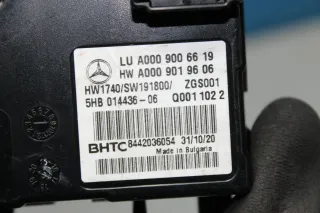 LU A000 900 66 19
HW A000 901 96 06
HW1740/SW191800/ ZGS001
5HB 014436-06 Q001 102 2
BHTC 8442036054 31/10/20
Made in Bulgaria